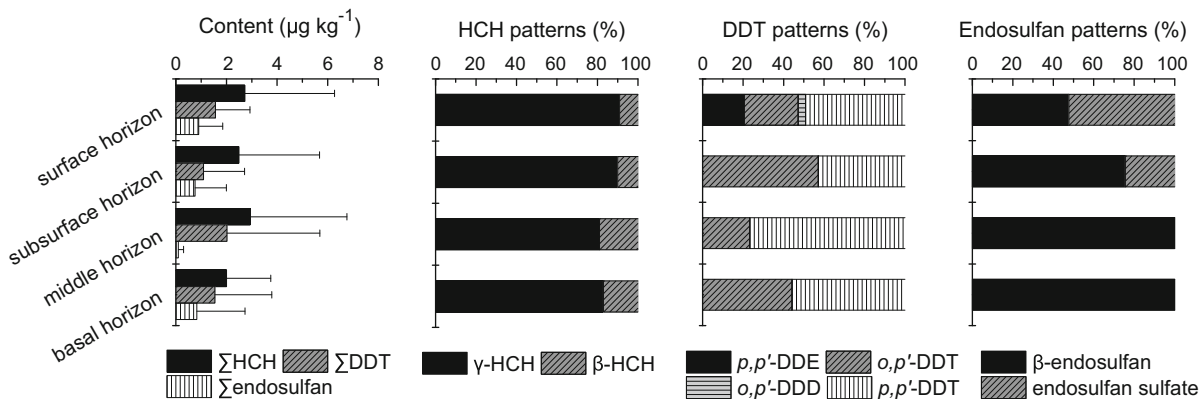 Content (µg kg⁻¹)
HCH patterns (%)
DDT patterns (%)
Endosulfan patterns (%)
0 2 4 6 8
0 20 40 60 80 100
0 20 40 60 80 100
0 20 40 60 80 100
surface horizon
subsurface horizon
middle horizon
basal horizon
∑HCH ∑DDT
∑endosulfan
γ-HCH β-HCH
p,p'-DDE o,p'-DDT
o,p'-DDD p,p'-DDT
β-endosulfan
endosulfan sulfate